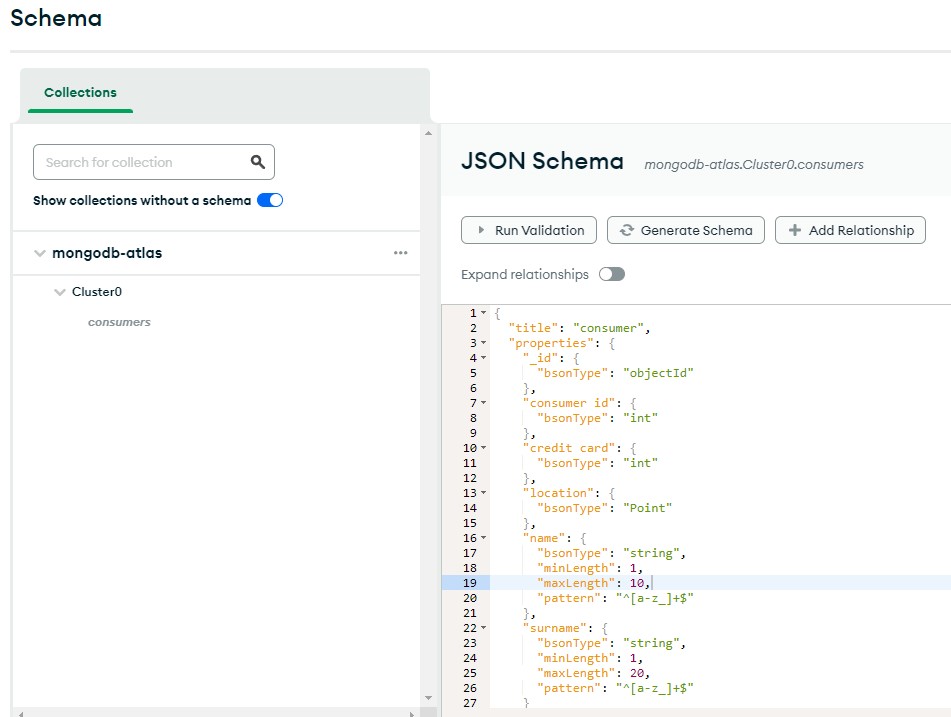 Schema
Collections
Search for collection
Show collections without a schema
mongodb-atlas
Cluster0
consumers
JSON Schema mongodb-atlas.Cluster0.consumers
Run Validation Generate Schema Add Relationship
Expand relationships
1 {
2 "title": "consumer",
3 "properties": {
4 "_id": {
5 "bsonType": "objectId"
6 },
7 "consumer id": {
8 "bsonType": "int"
9 },
10 "credit card": {
11 "bsonType": "int"
12 },
13 "location": {
14 "bsonType": "Point"
15 },
16 "name": {
17 "bsonType": "string",
18 "minLength": 1,
19 "maxLength": 10,
20 "pattern": "^[a-z_]+$"
21 },
22 "surname": {
23 "bsonType": "string",
24 "minLength": 1,
25 "maxLength": 20,
26 "pattern": "^[a-z_]+$"
27 }